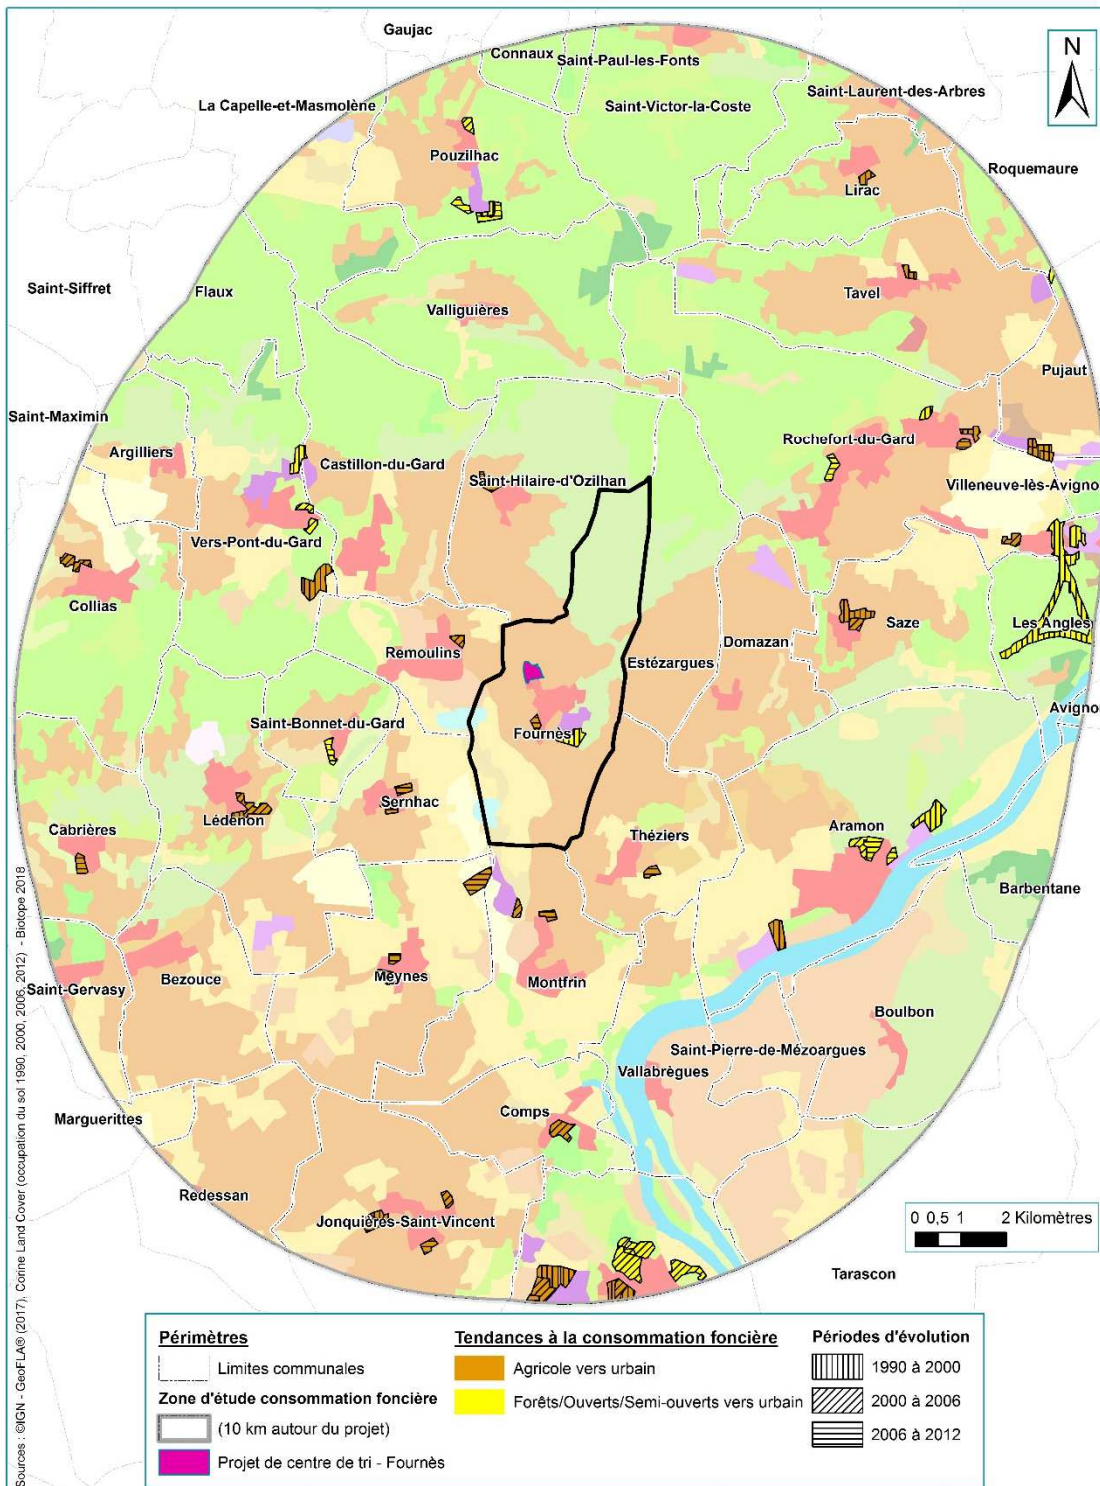 Gaujac
Connaux
Saint-Paul-les-Fonts
N
La Capelle-et-Masmolène
Saint-Victor-la-Coste
Saint-Laurent-des-Arbres
Pouzilhac
Lirac
Roquemaure
Saint-Siffret
Flaux
Valliguières
Tavel
Pujaut
Saint-Maximin
Argilliers
Castillon-du-Gard
Rochefort-du-Gard
Saint-Hilaire-d'Ozilhan
Villeneuve-lès-Avigno
Vers-Pont-du-Gard
Collias
Saze
Les Angles
Remoulins
Domazan
Estézargues
Avigno
Saint-Bonnet-du-Gard
Fournès
Sernhac
Lédenon
Cabrières
Théziers
Aramon
Barbentane
Saint-Gervasy
Bezouce
Meynes
Montfrin
Boulbon
Saint-Pierre-de-Mézoargues
Vallabrègues
Marguerittes
Comps
Redessan
Jonquières-Saint-Vincent
0 0,5 1 2 Kilomètres
Tarascon
Sources : ©IGN - GeoFLA® (2017), Corine Land Cover (occupation du sol 1990, 2000, 2006, 2012) - Biotope 2018
Périmètres
Limites communales
Zone d'étude consommation foncière
(10 km autour du projet)
Projet de centre de tri - Fournès
Tendances à la consommation foncière
Agricole vers urbain
Forêts/Ouverts/Semi-ouverts vers urbain
Périodes d'évolution
1990 à 2000
2000 à 2006
2006 à 2012